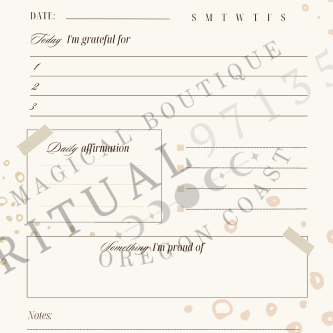 DATE: S M T W T F S
Today I'm grateful for
1
2
3
Daily affirmation
Something I'm proud of
Notes:
MAGICAL BOUTIQUE
RITUAL 97135
OREGON COAST